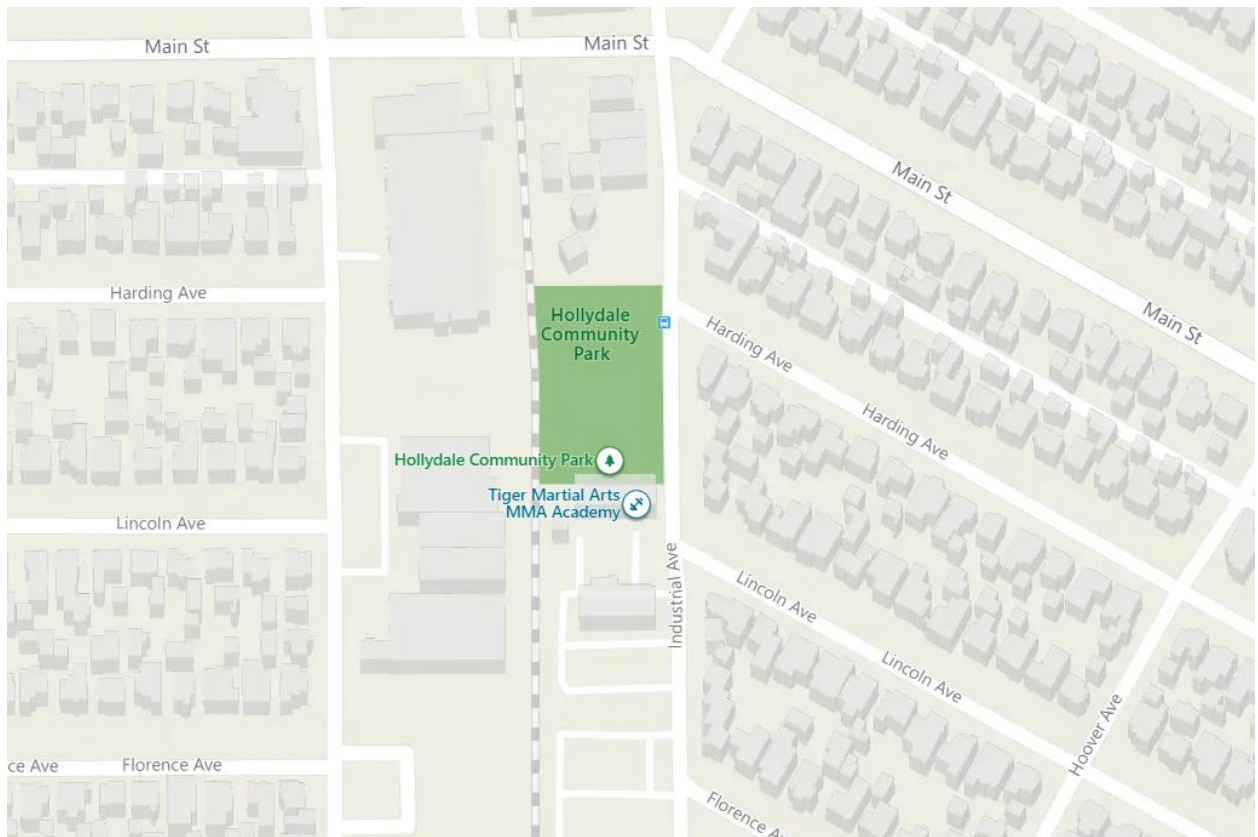 Main St
Main St
Main St
Main St
Harding Ave
Hollydale
Community
Park
Harding Ave
Harding Ave
Hollydale Community Park
Tiger Martial Arts
MMA Academy
Lincoln Ave
Industrial Ave
Lincoln Ave
Lincoln Ave
Hoover Ave
ce Ave
Florence Ave
Florence Av